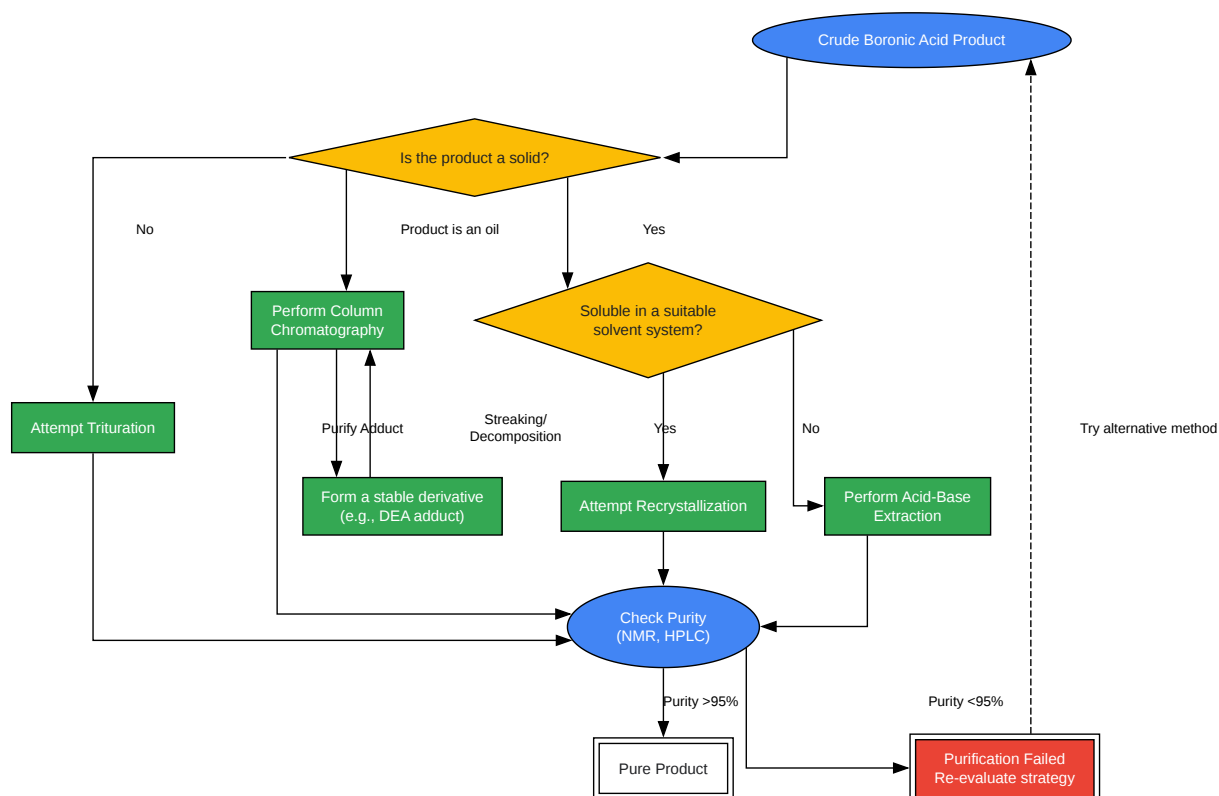 Crude Boronic Acid Product
Is the product a solid?
No
Product is an oil
Yes
Perform Column
Chromatography
Soluble in a suitable
solvent system?
Attempt Trituration
Purify Adduct
Streaking/
Decomposition
Yes
No
Try alternative method
Form a stable derivative
(e.g., DEA adduct)
Attempt Recrystallization
Perform Acid-Base
Extraction
Check Purity
(NMR, HPLC)
Purity >95%
Purity <95%
Pure Product
Purification Failed
Re-evaluate strategy